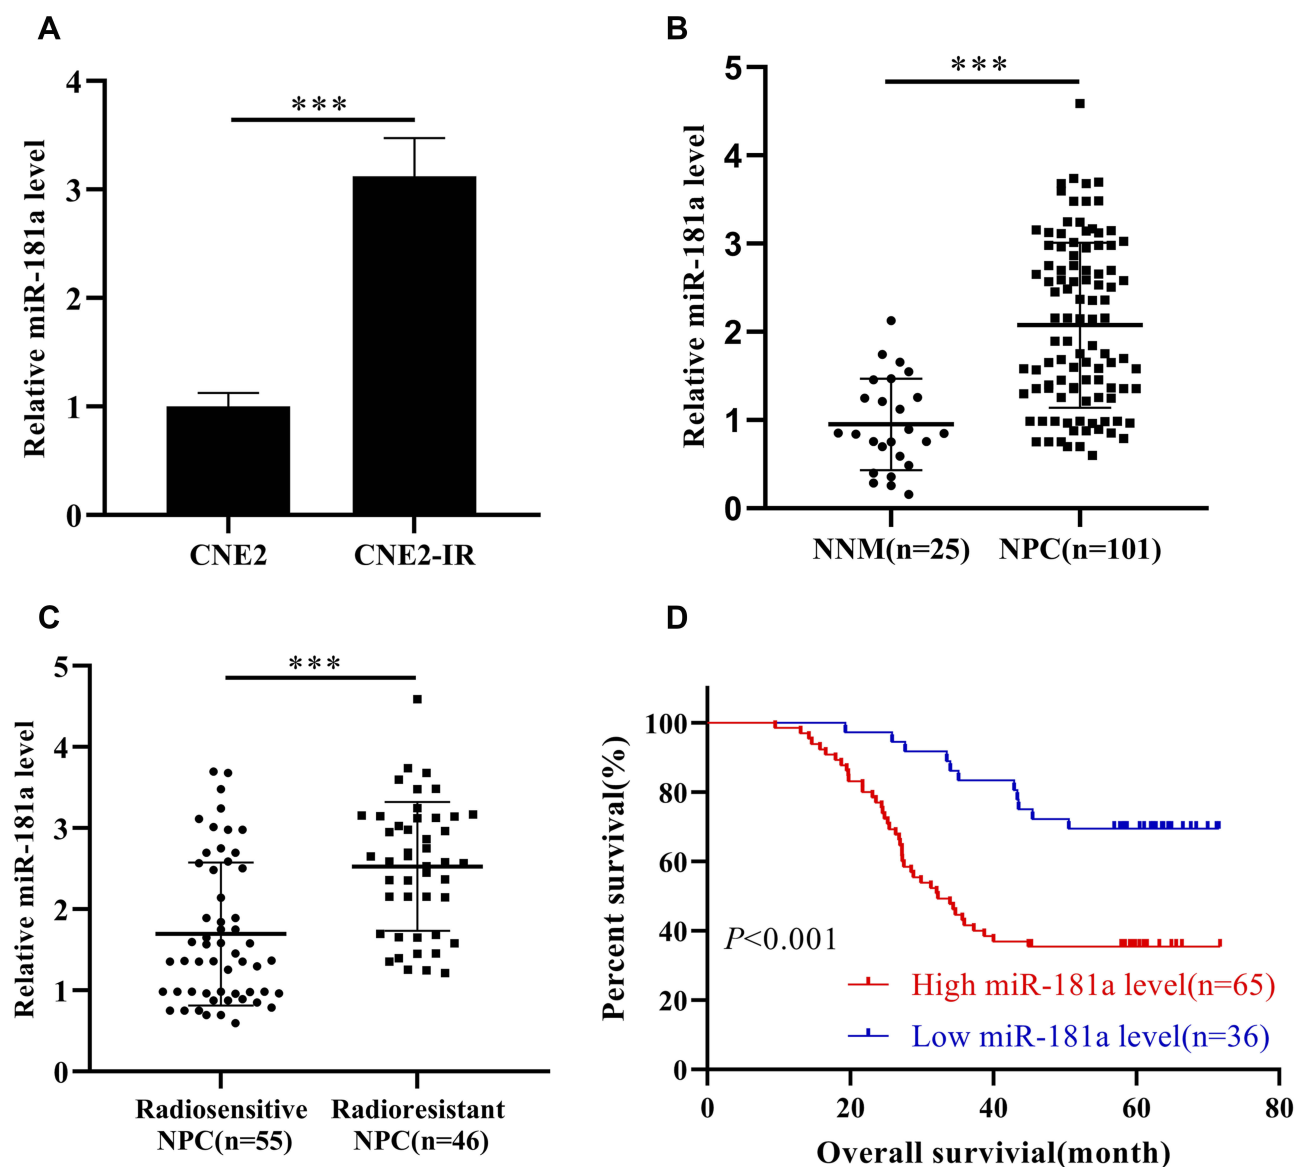 A
Relative miR-181a level
4
3
2
1
0
***
CNE2
CNE2-IR
B
Relative miR-181a level
5
4
3
2
1
0
***
NNM(n=25)
NPC(n=101)
C
Relative miR-181a level
5
4
3
2
1
0
***
Radiosensitive
NPC(n=55)
Radioresistant
NPC(n=46)
D
Percent survival(%)
100
80
60
40
20
0
P<0.001
High miR-181a level(n=65)
Low miR-181a level(n=36)
0
20
40
60
80
Overall survivial(month)